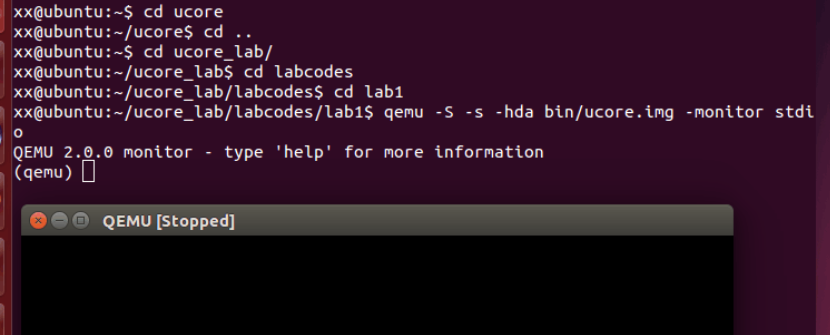 xx@ubuntu:~$ cd ucore
xx@ubuntu:~/ucore$ cd ..
xx@ubuntu:~$ cd ucore_lab/
xx@ubuntu:~/ucore_lab$ cd labcodes
xx@ubuntu:~/ucore_lab/labcodes$ cd lab1
xx@ubuntu:~/ucore_lab/labcodes/lab1$ qemu -S -s -hda bin/ucore.img -monitor stdi
o
QEMU 2.0.0 monitor - type 'help' for more information
(qemu)
QEMU [Stopped]